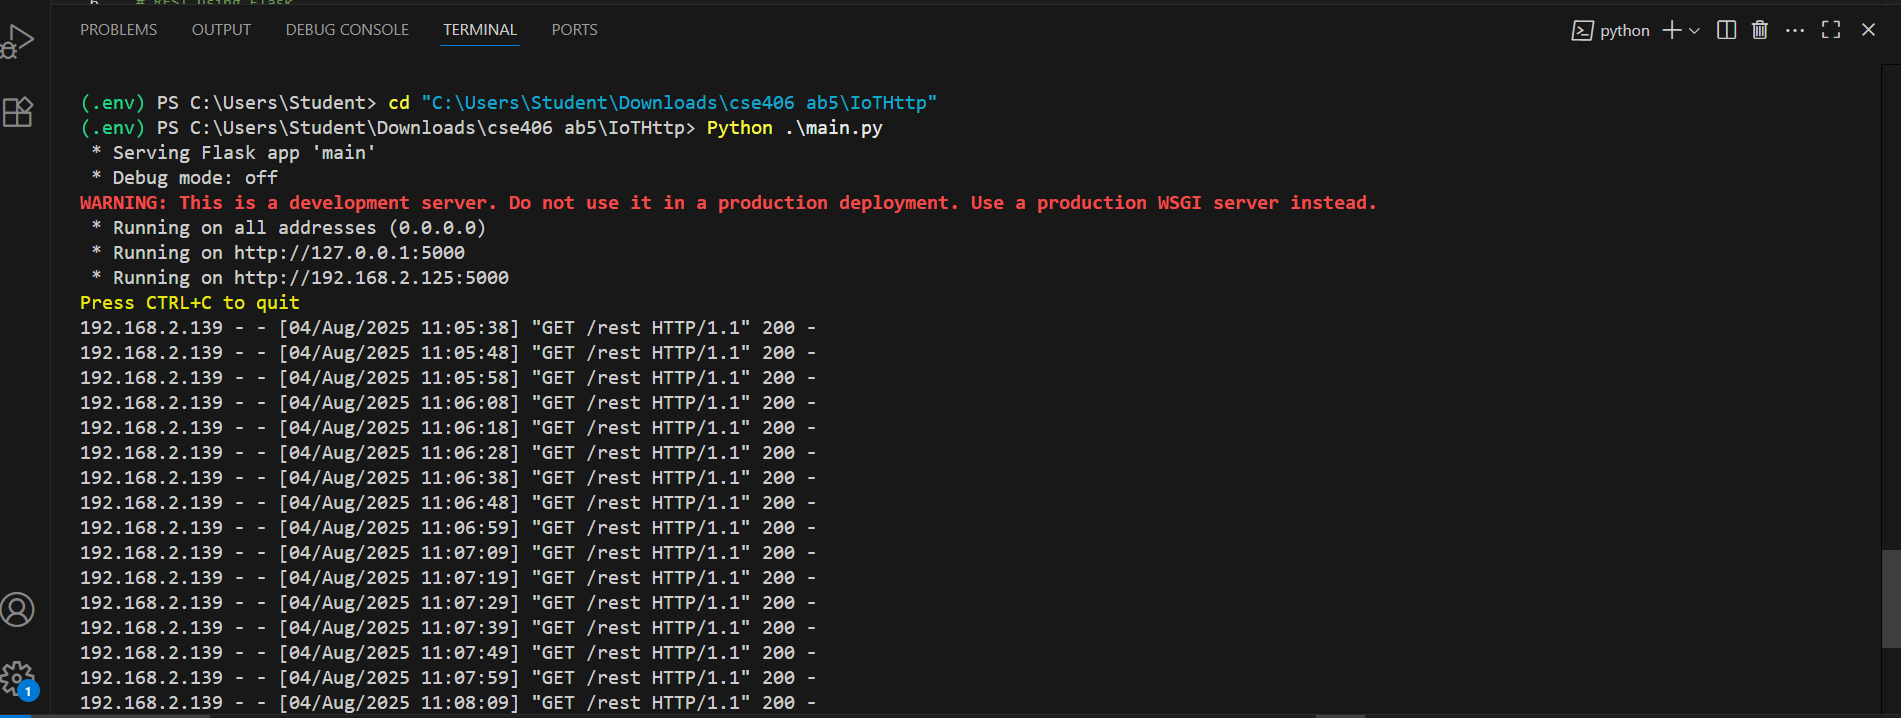 # REST using Flask
PROBLEMS OUTPUT DEBUG CONSOLE TERMINAL PORTS python
(.env) PS C:\Users\Student> cd "C:\Users\Student\Downloads\cse406 ab5\IoTHttp"
(.env) PS C:\Users\Student\Downloads\cse406 ab5\IoTHttp> Python .\main.py
* Serving Flask app 'main'
* Debug mode: off
WARNING: This is a development server. Do not use it in a production deployment. Use a production WSGI server instead.
* Running on all addresses (0.0.0.0)
* Running on http://127.0.0.1:5000
* Running on http://192.168.2.125:5000
Press CTRL+C to quit
192.168.2.139 - - [04/Aug/2025 11:05:38] "GET /rest HTTP/1.1" 200 -
192.168.2.139 - - [04/Aug/2025 11:05:48] "GET /rest HTTP/1.1" 200 -
192.168.2.139 - - [04/Aug/2025 11:05:58] "GET /rest HTTP/1.1" 200 -
192.168.2.139 - - [04/Aug/2025 11:06:08] "GET /rest HTTP/1.1" 200 -
192.168.2.139 - - [04/Aug/2025 11:06:18] "GET /rest HTTP/1.1" 200 -
192.168.2.139 - - [04/Aug/2025 11:06:28] "GET /rest HTTP/1.1" 200 -
192.168.2.139 - - [04/Aug/2025 11:06:38] "GET /rest HTTP/1.1" 200 -
192.168.2.139 - - [04/Aug/2025 11:06:48] "GET /rest HTTP/1.1" 200 -
192.168.2.139 - - [04/Aug/2025 11:06:59] "GET /rest HTTP/1.1" 200 -
192.168.2.139 - - [04/Aug/2025 11:07:09] "GET /rest HTTP/1.1" 200 -
192.168.2.139 - - [04/Aug/2025 11:07:19] "GET /rest HTTP/1.1" 200 -
192.168.2.139 - - [04/Aug/2025 11:07:29] "GET /rest HTTP/1.1" 200 -
192.168.2.139 - - [04/Aug/2025 11:07:39] "GET /rest HTTP/1.1" 200 -
192.168.2.139 - - [04/Aug/2025 11:07:49] "GET /rest HTTP/1.1" 200 -
192.168.2.139 - - [04/Aug/2025 11:07:59] "GET /rest HTTP/1.1" 200 -
192.168.2.139 - - [04/Aug/2025 11:08:09] "GET /rest HTTP/1.1" 200 -
1